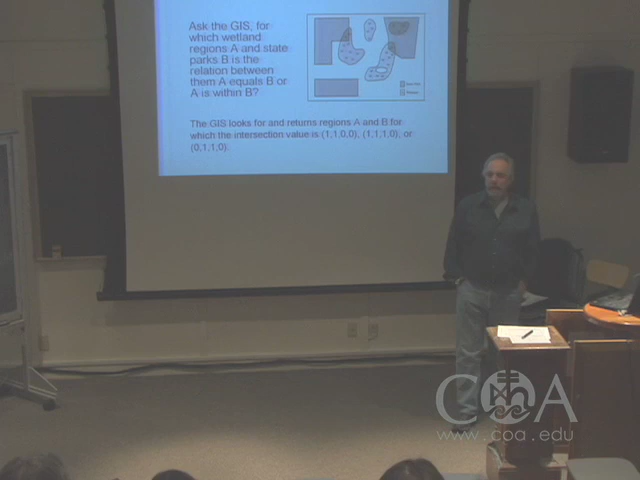 Ask the GIS, for
which wetland
regions A and state
parks B is the
relation between
them A equals B or
A is within B?
The GIS looks for and returns regions A and B for
which the intersection value is (1,1,0,0), (1,1,1,0), or
(0,1,1,0).
COA
www.coa.edu